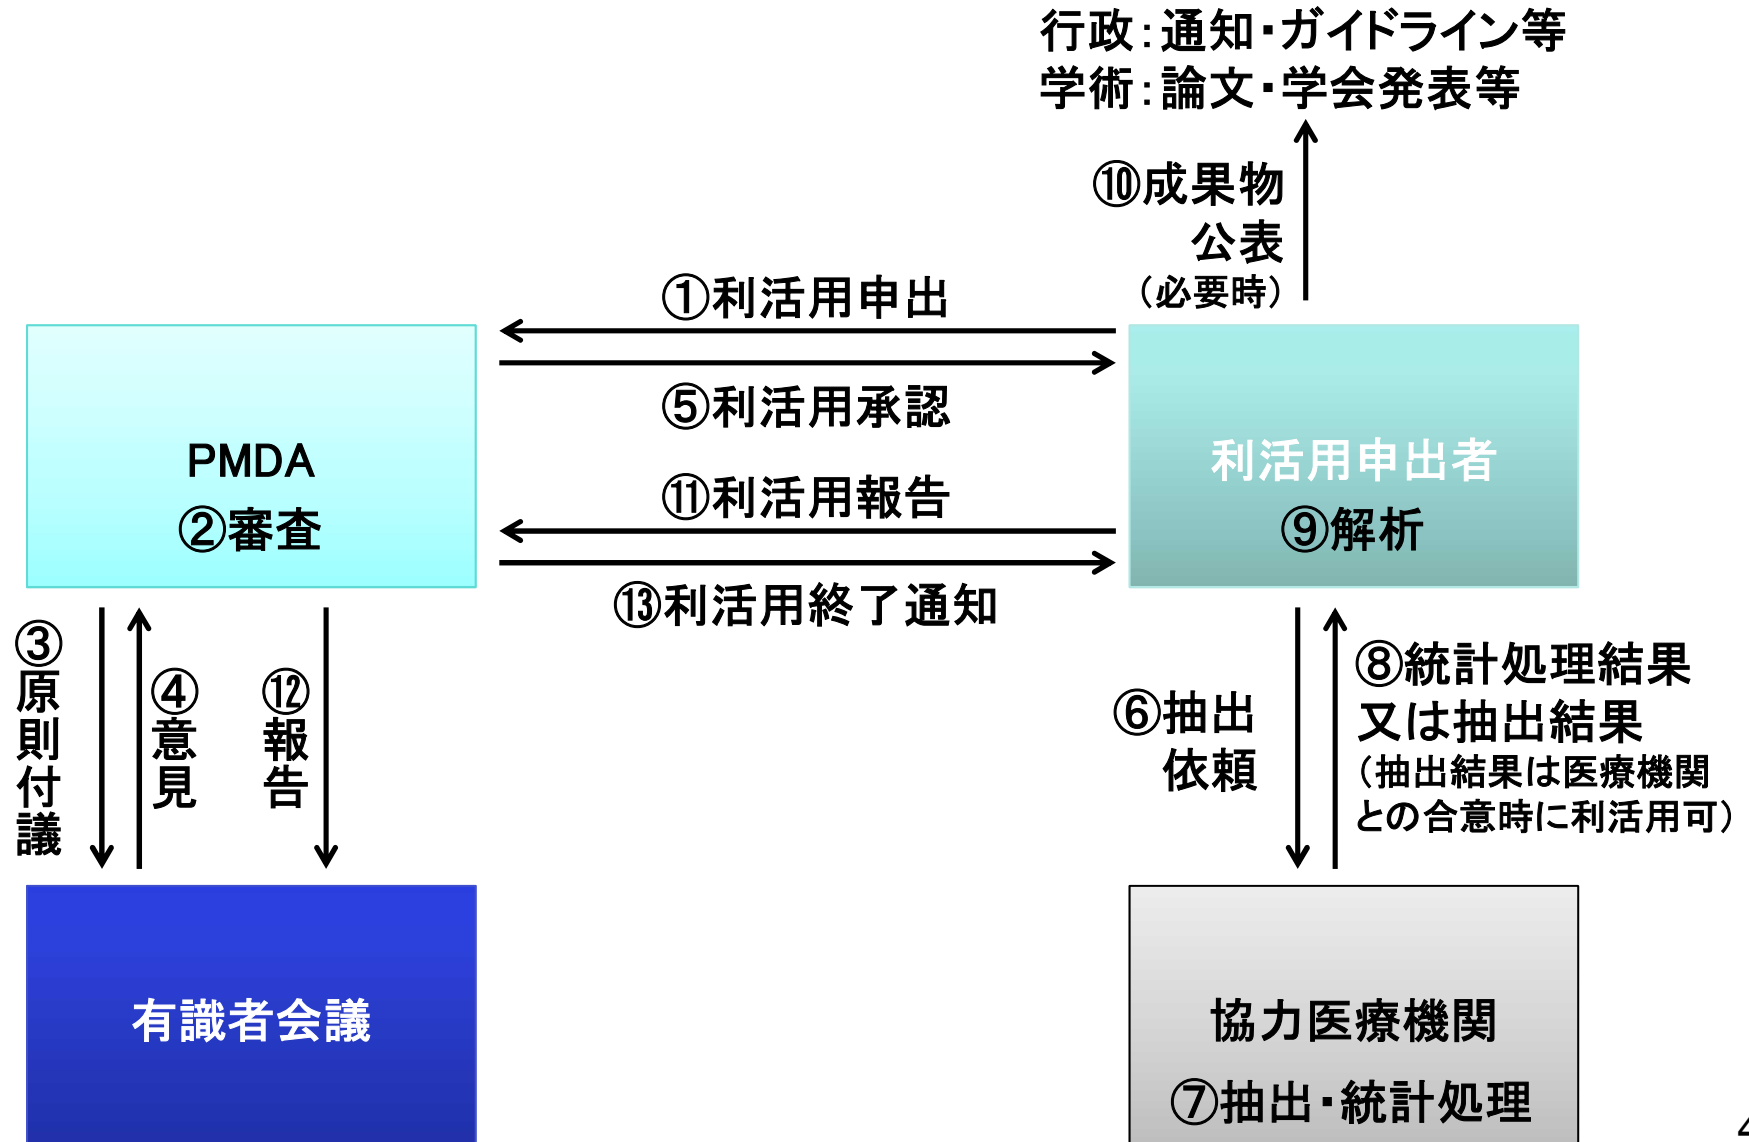 行政：通知・ガイドライン等
学術：論文・学会発表等
⑩成果物
公表
（必要時）
①利活用申出
⑤利活用承認
PMDA
②審査
利活用申出者
⑨解析
⑪利活用報告
⑬利活用終了通知
③原則付議
④意見
⑫報告
⑥抽出
依頼
⑧統計処理結果
又は抽出結果
（抽出結果は医療機関
との合意時に利活用可）
有識者会議
協力医療機関
⑦抽出・統計処理